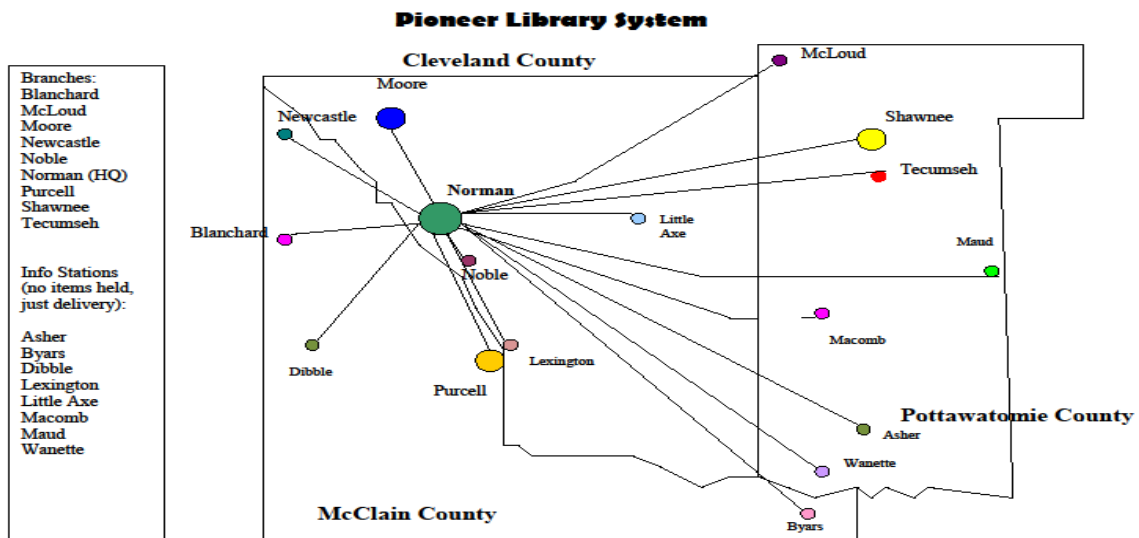 Pioneer Library System
Branches:
Blanchard
McLoud
Moore
Newcastle
Noble
Norman (HQ)
Purcell
Shawnee
Tecumseh
Info Stations
(no items held,
just delivery):
Asher
Byars
Dibble
Lexington
Little Axe
Macomb
Maud
Wanette
Cleveland County
McLoud
Moore
Newcastle
Shawnee
Tecumseh
Norman
Little
Axe
Blanchard
Maud
Noble
Macomb
Lexington
Dibble
Purcell
Pottawatomie County
Asher
Wanette
McClain County
Byars